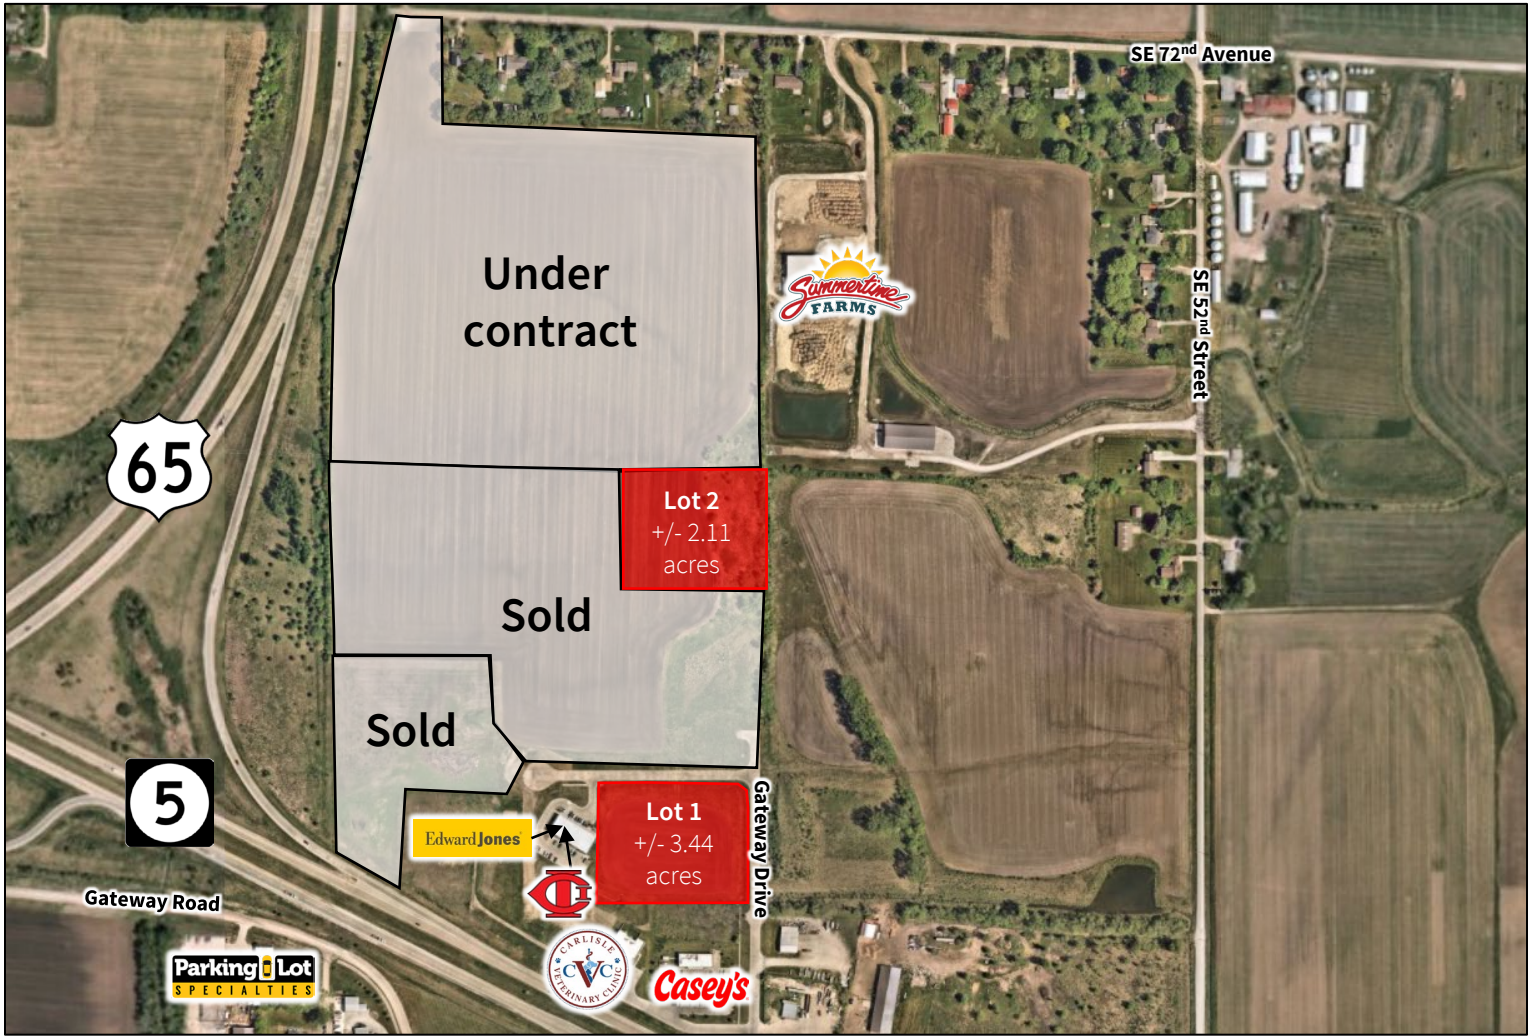 SE 72nd Avenue
Under
contract
Summertime
FARMS
SE 52nd Street
65
Lot 2
+/- 2.11
acres
Sold
Sold
5
Lot 1
+/- 3.44
acres
Gateway Drive
Edward Jones
CI
Gateway Road
Parking Lot
SPECIALTIES
CARLISLE
CVC
VETERINARY CLINIC
Casey's